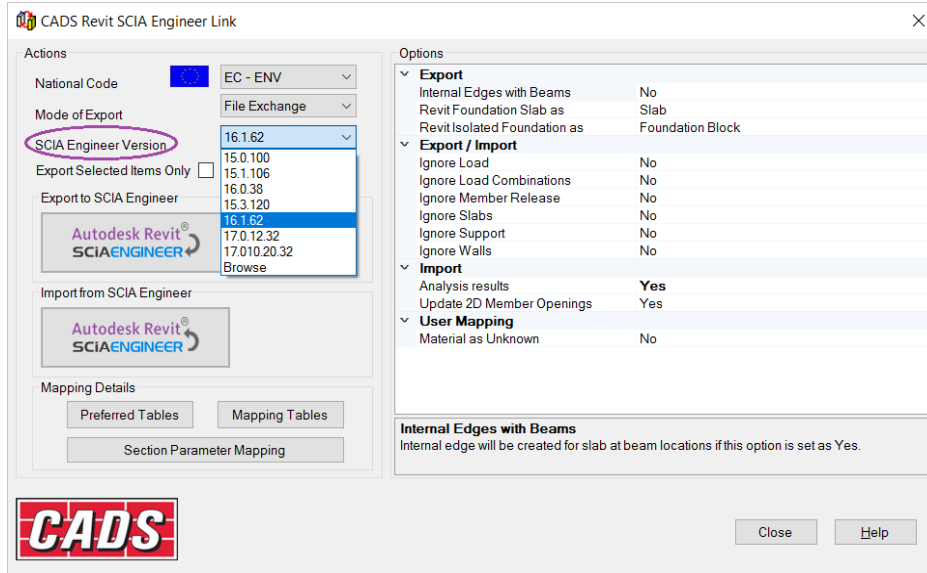 CADS Revit SCIA Engineer Link
Actions
National Code EC - ENV
Mode of Export File Exchange
SCIA Engineer Version 16.1.62
15.0.100
15.1.106
16.0.38
15.3.120
16.1.62
17.0.12.32
17.010.20.32
Browse
Export Selected Items Only
Export to SCIA Engineer
Autodesk Revit®
SCiAENGINEER
Import from SCIA Engineer
Autodesk Revit®
SCiAENGINEER
Mapping Details
Preferred Tables Mapping Tables
Section Parameter Mapping
Options
Export
Internal Edges with Beams No
Revit Foundation Slab as Slab
Revit Isolated Foundation as Foundation Block
Export / Import
Ignore Load No
Ignore Load Combinations No
Ignore Member Release No
Ignore Slabs No
Ignore Support No
Ignore Walls No
Import
Analysis results Yes
Update 2D Member Openings Yes
User Mapping
Material as Unknown No
Internal Edges with Beams
Internal edge will be created for slab at beam locations if this option is set as Yes.
CADS
Close Help